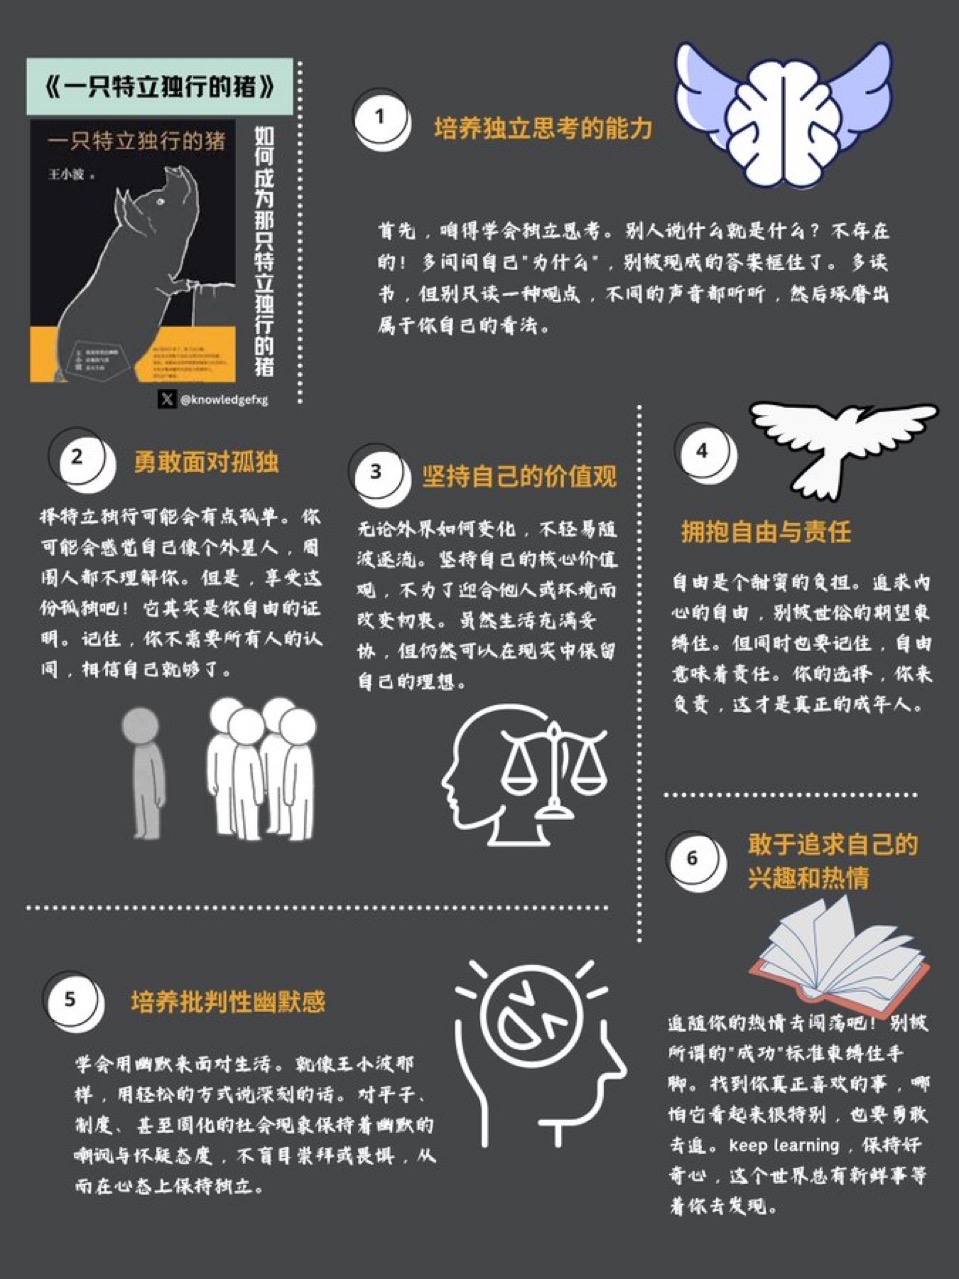 《一只特立独行的猪》
一只特立独行的猪
王小波 著
如何成为那只特立独行的猪
@knowledgefxg
1
培养独立思考的能力
首先，咱得学会独立思考。别人说什么就是什么？不存在
的！多问问自己"为什么"，别被现成的答案框住了。多读
书，但别只读一种观点，不同的声音都听听，然后琢磨出
属于你自己的看法。
2
勇敢面对孤独
择特立独行可能会有点孤单。你
可能会感觉自己像个外星人，周
围人都不理解你。但是，享受这
份孤独吧！它其实是你自由的证
明。记住，你不需要所有人的认
同，相信自己就够了。
3
坚持自己的价值观
无论外界如何变化，不轻易随
波逐流。坚持自己的核心价值
观，不为了迎合他人或环境而
改变初衷。虽然生活充满妥
协，但仍然可以在现实中保留
自己的理想。
4
拥抱自由与责任
自由是个甜蜜的负担。追求内
心的自由，别被世俗的期望束
缚住。但同时也要记住，自由
意味着责任。你的选择，你来
负责，这才是真正的成年人。
5
培养批判性幽默感
学会用幽默来面对生活。就像王小波那
样，用轻松的方式说深刻的话。对平子、
制度、甚至固化的社会现象保持着幽默的
嘲讽与怀疑态度，不盲目崇拜或畏惧，从
而在心态上保持独立。
6
敢于追求自己的
兴趣和热情
追随你的热情去闯荡吧！别被
所谓的"成功"标准束缚住手
脚。找到你真正喜欢的事，哪
怕它看起来很特别，也要勇敢
去追。keep learning，保持好
奇心，这个世界总有新鲜事等
着你去发现。